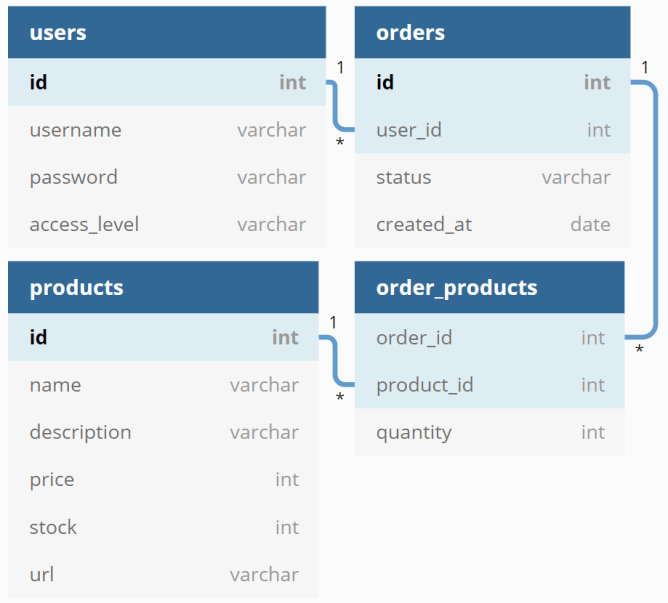 users
id int
username varchar
password varchar
access_level varchar
1
*
orders
id int
user_id int
status varchar
created_at date
1
*
products
id int
name varchar
description varchar
price int
stock int
url varchar
1
*
order_products
order_id int
product_id int
quantity int